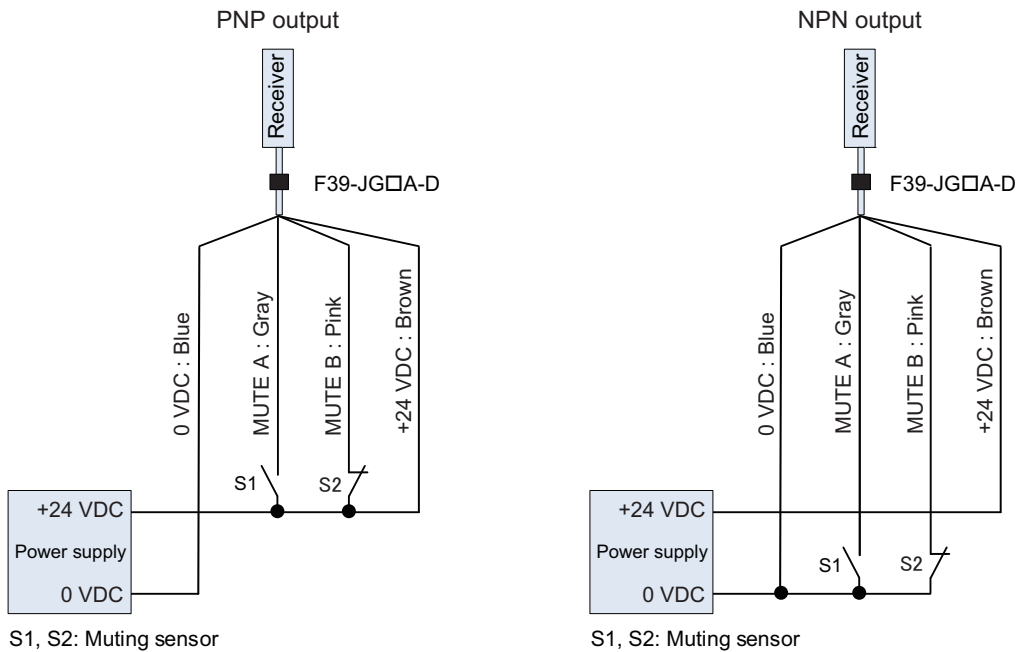 PNP output
Receiver
F39-JG□A-D
0 VDC : Blue
MUTE A : Gray
MUTE B : Pink
+24 VDC : Brown
S1
S2
+24 VDC
Power supply
0 VDC
S1, S2: Muting sensor
NPN output
Receiver
F39-JG□A-D
0 VDC : Blue
MUTE A : Gray
MUTE B : Pink
+24 VDC : Brown
+24 VDC
Power supply
S1
S2
0 VDC
S1, S2: Muting sensor